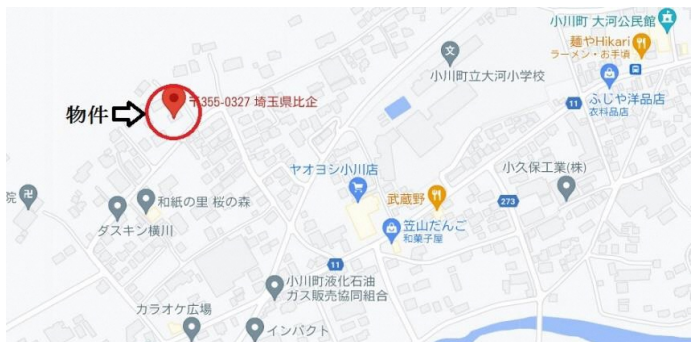 小川町 大河公民館
麺やHikari
ラーメン・お手頃
文
小川町立大河小学校
11
ふじや洋品店
衣料品店
〒355-0327 埼玉県比企
物件
ヤオヨシ小川店
小久保工業(株)
武蔵野
273
院
卍
和紙の里 桜の森
ダスキン横川
笠山だんご
和菓子屋
11
小川町液化石油
ガス販売協同組合
カラオケ広場
インパクト